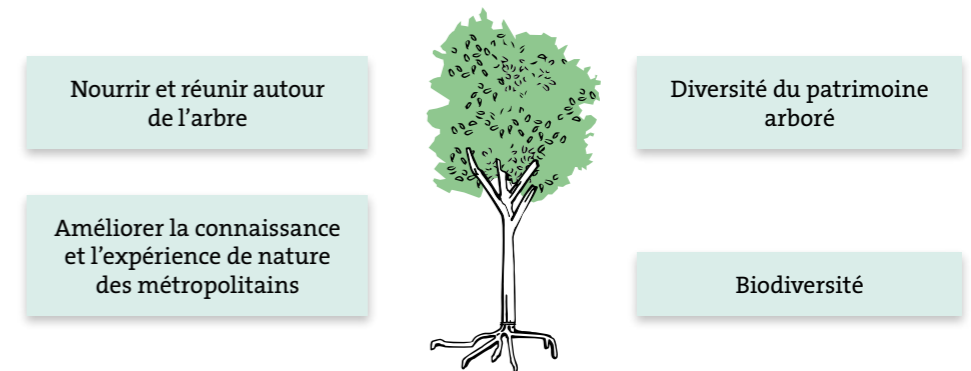 Nourrir et réunir autour
de l’arbre
Améliorer la connaissance
et l’expérience de nature
des métropolitains
Diversité du patrimoine
arboré
Biodiversité